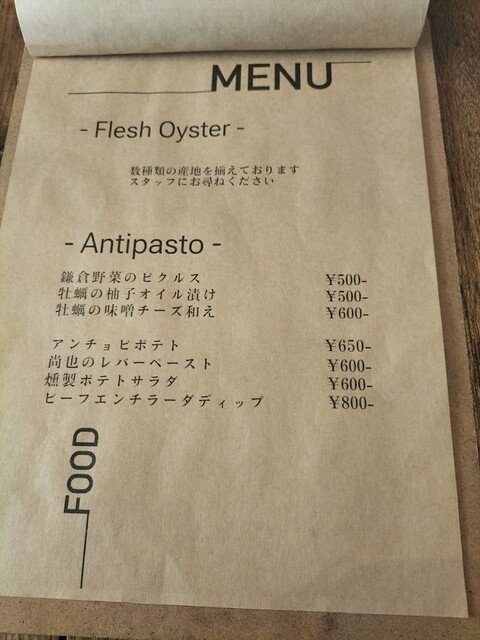 MENU
- Flesh Oyster -
数種類の産地を揃えております
スタッフにお尋ねください
- Antipasto -
鎌倉野菜のピクルス ¥500-
牡蠣の柚子オイル漬け ¥500-
牡蠣の味噌チーズ和え ¥600-
アンチョビポテト ¥650-
尚也のレバーペースト ¥600-
燻製ポテトサラダ ¥600-
ビーフエンチラーダディップ ¥800-
FOOD